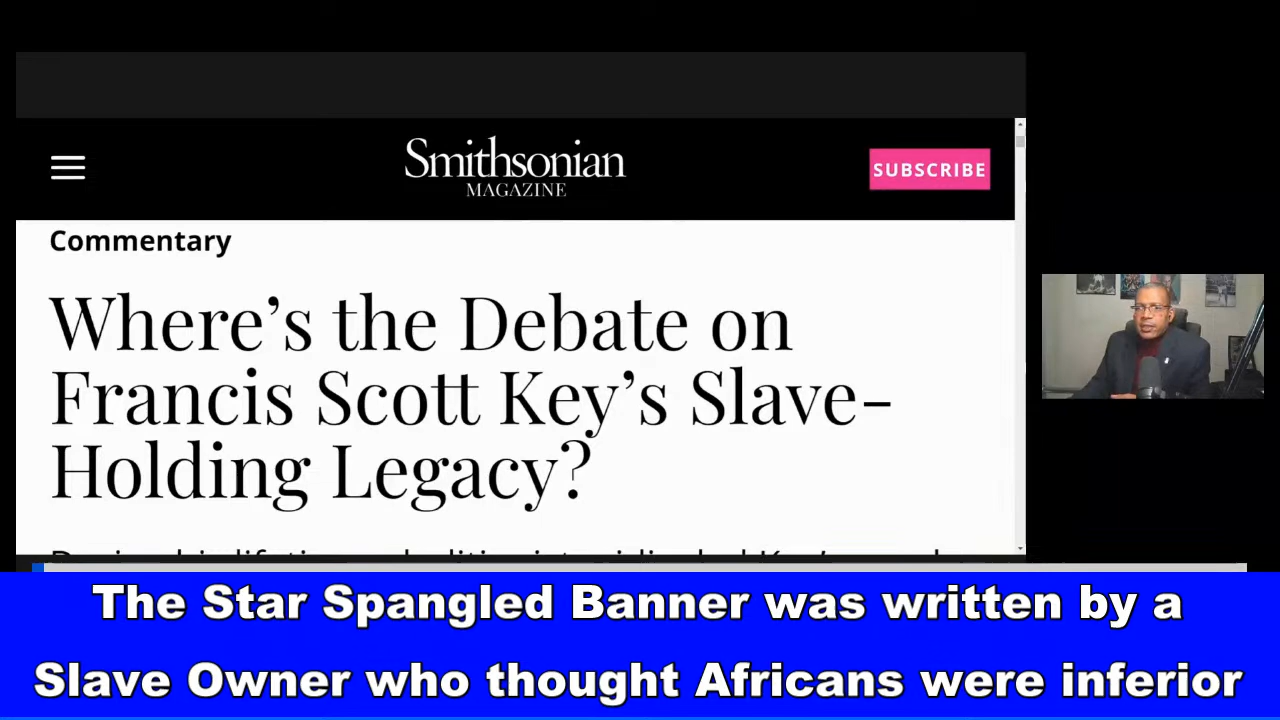 Smithsonian
MAGAZINE
SUBSCRIBE
Commentary
Where's the Debate on
Francis Scott Key's Slave-
Holding Legacy?
The Star Spangled Banner was written by a
Slave Owner who thought Africans were inferior